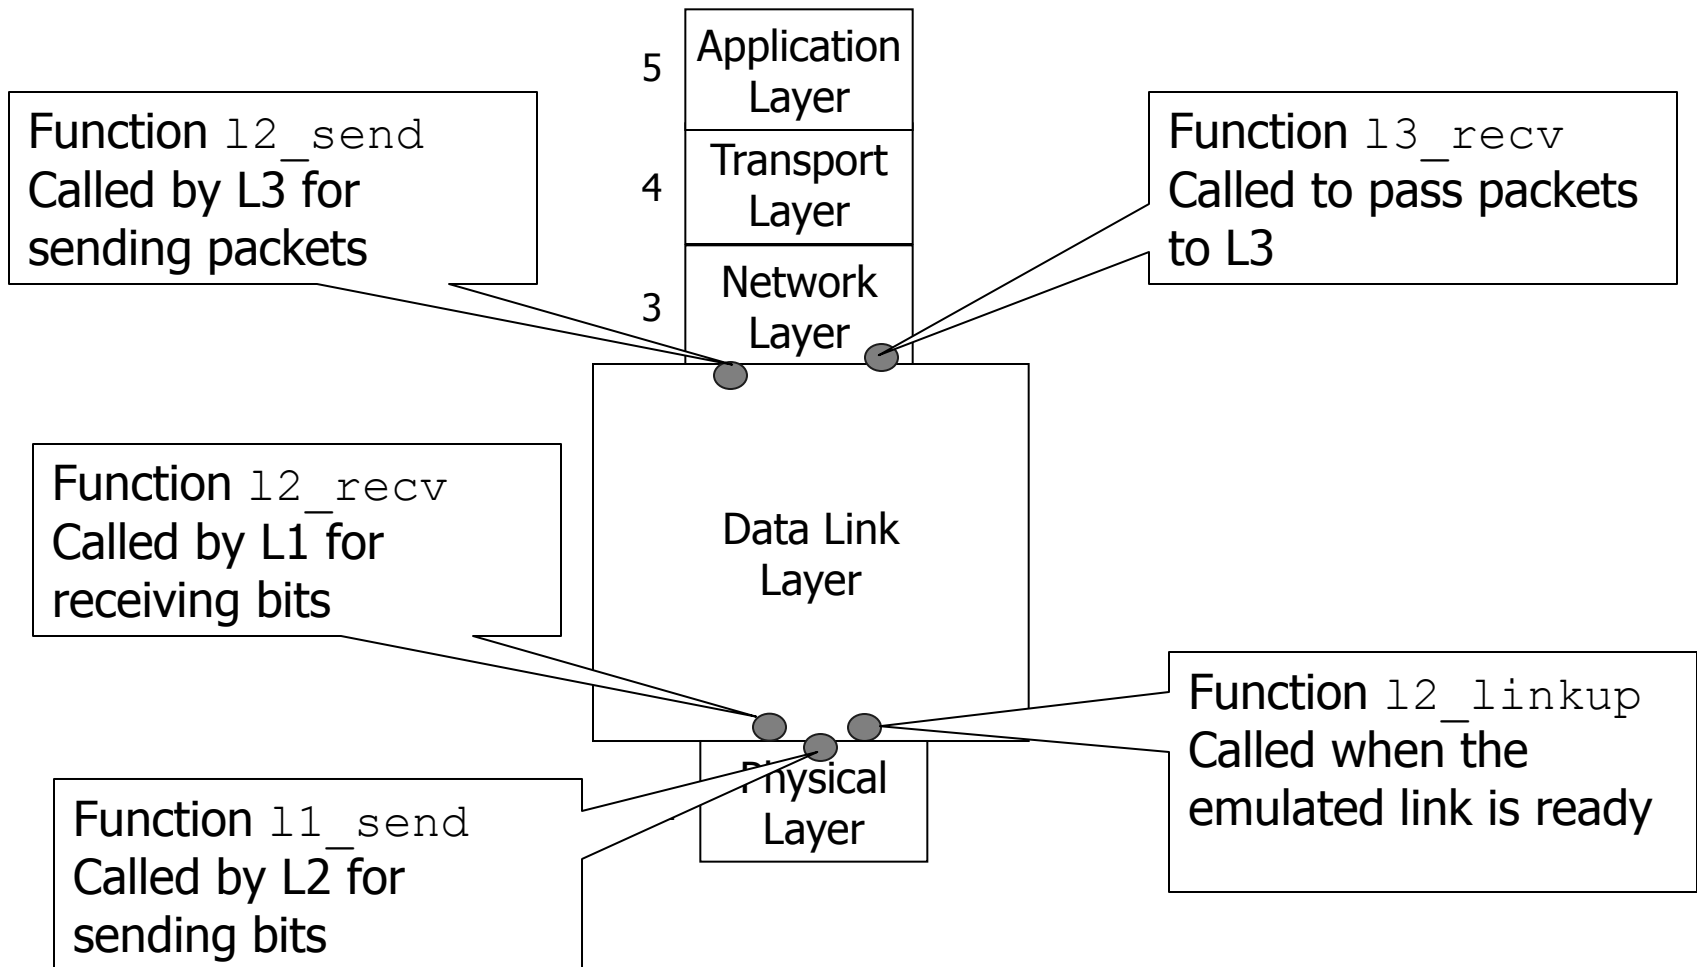 5
Application
Layer
Function l2_send
Called by L3 for
sending packets
4
Transport
Layer
Function l3_recv
Called to pass packets
to L3
3
Network
Layer
Function l2_recv
Called by L1 for
receiving bits
Data Link
Layer
Function l2_linkup
Called when the
emulated link is ready
Physical
Layer
Function l1_send
Called by L2 for
sending bits